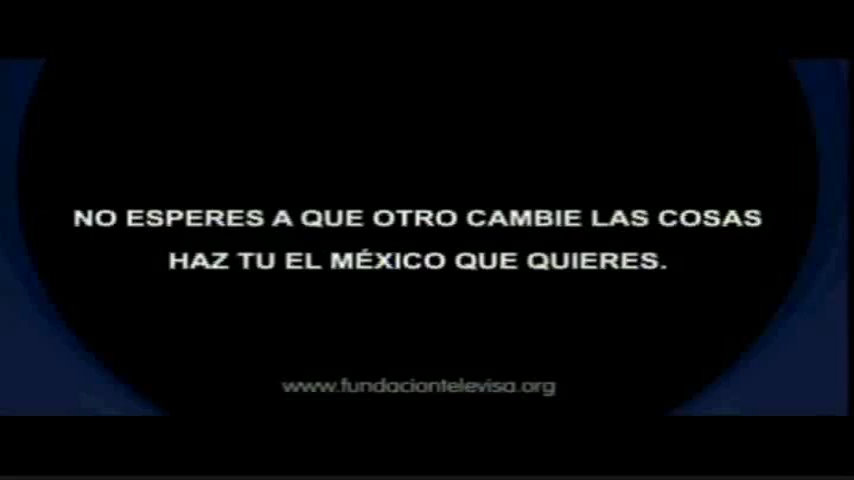 NO ESPERES A QUE OTRO CAMBIE LAS COSAS
HAZ TU EL MÉXICO QUE QUIERES.
www.fundaciontelevisa.org